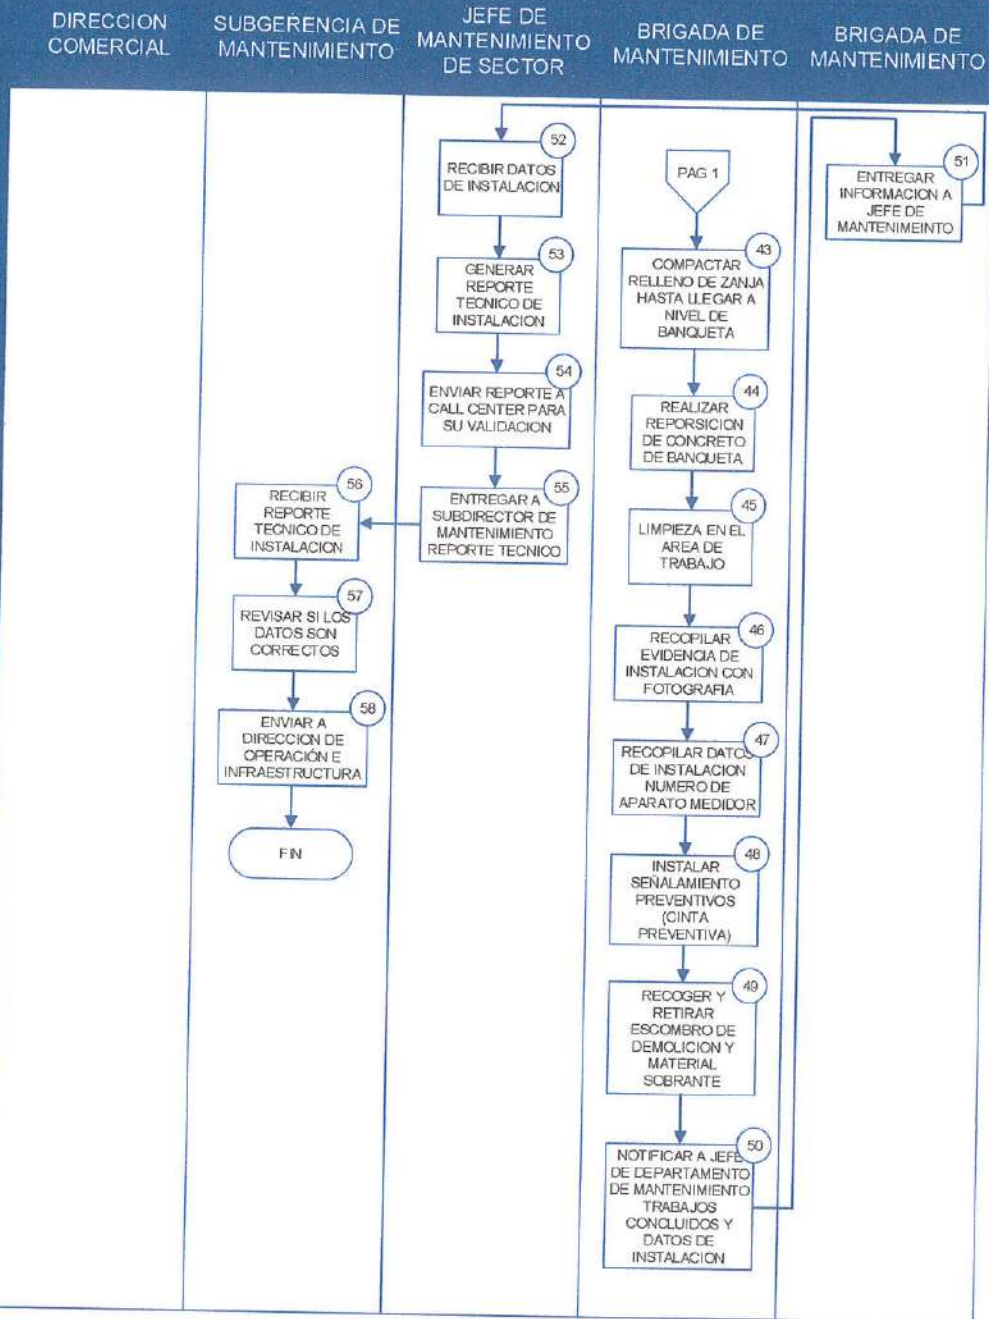 DIRECCION
COMERCIAL
SUBGERENCIA DE
MANTENIMIENTO
JEFE DE
MANTENIMIENTO
DE SECTOR
BRIGADA DE
MANTENIMIENTO
BRIGADA DE
MANTENIMIENTO
52
RECIBIR DATOS
DE INSTALACION
53
GENERAR
REPORTE
TECNICO DE
INSTALACION
54
ENVIAR REPORTE A
CALL CENTER PARA
SU VALIDACION
55
ENTREGAR A
SUBDIRECTOR DE
MANTENIMIENTO
REPORTE TECNICO
56
RECIBIR
REPORTE
TECNICO DE
INSTALACION
57
REVISAR SI LOS
DATOS SON
CORRECTOS
58
ENVIAR A
DIRECCION DE
OPERACIÓN E
INFRAESTRUCTURA
FIN
PAG 1
43
COMPACTAR
RELLENO DE ZANJA
HASTA LLEGAR A
NIVEL DE
BANQUETA
44
REALIZAR
REPORSICION
DE CONCRETO
DE BANQUETA
45
LIMPIEZA EN EL
AREA DE
TRABAJO
46
RECOPILAR
EVIDENCIA DE
INSTALACION CON
FOTOGRAFIA
47
RECOPILAR DATOS
DE INSTALACION
NUMERO DE
APARATO MEDIDOR
48
INSTALAR
SEÑALAMIENTO
PREVENTIVOS
(CINTA
PREVENTIVA)
49
RECOGER Y
RETIRAR
ESCOMBRO DE
DEMOLICION Y
MATERIAL
SOBRANTE
50
NOTIFICAR A JEFE
DE DEPARTAMENTO
DE MANTENIMIENTO
TRABAJOS
CONCLUIDOS Y
DATOS DE
INSTALACION
51
ENTREGAR
INFORMACION A
JEFE DE
MANTENIMEINTO